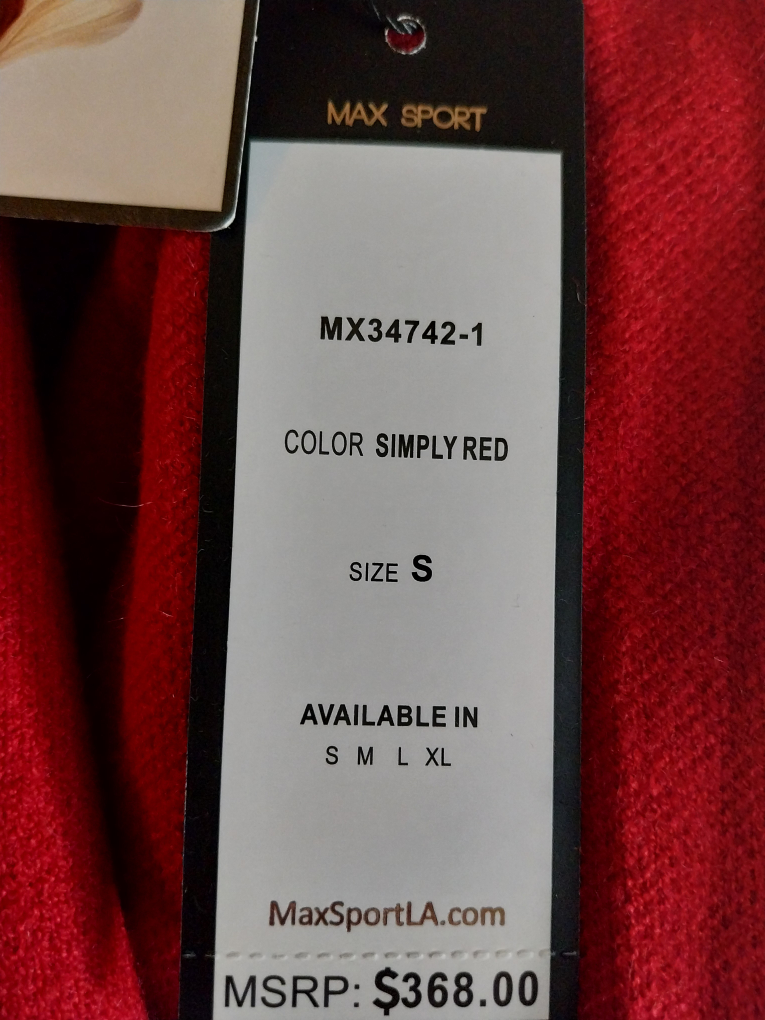 MAX SPORT
MX34742-1
COLOR SIMPLY RED
SIZE S
AVAILABLE IN
S M L XL
MaxSportLA.com
MSRP: $368.00